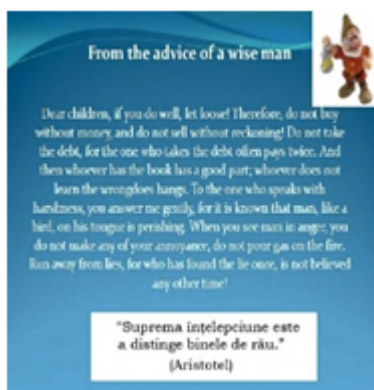 From the advice of a wise man
Dear children, if you do well, let loose! Therefore, do not buy
without money, and do not sell without reckoning! Do not take
the debt, for the one who takes the debt often pays twice. And
then whoever has the book has a good part; whoever does not
learn the wrongdoes hangs. To the one who speaks with
harshness, you answer me gently, for it is known that man, like a
bird, on his tongue is perishing. When you see man in anger, you
do not make any of your annoyance, do not pour gas on the fire.
Run away from lies, for who has found the lie once, is not believed
any other time!
"Suprema înțelepciune este
a distinge binele de rău."
(Aristotel)